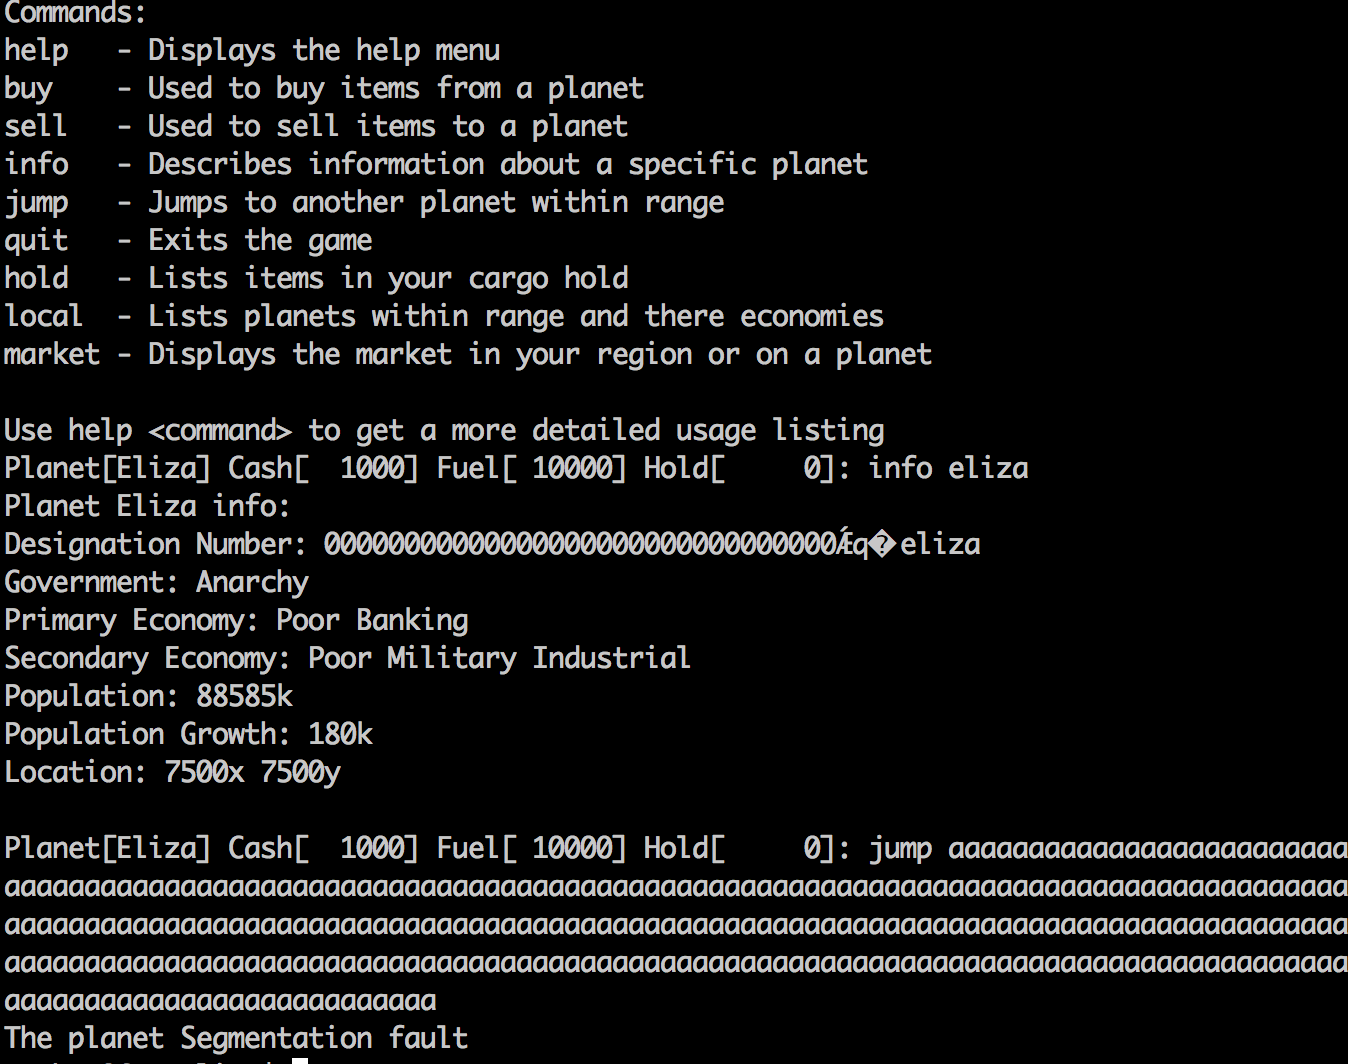 Commands:
help   - Displays the help menu
buy    - Used to buy items from a planet
sell   - Used to sell items to a planet
info   - Describes information about a specific planet
jump   - Jumps to another planet within range
quit   - Exits the game
hold   - Lists items in your cargo hold
local  - Lists planets within range and there economies
market - Displays the market in your region or on a planet
Use help <command> to get a more detailed usage listing
Planet[Eliza] Cash[  1000] Fuel[ 10000] Hold[     0]: info eliza
Planet Eliza info:
Designation Number: 00000000000000000000000000000000Ǽq�eliza
Government: Anarchy
Primary Economy: Poor Banking
Secondary Economy: Poor Military Industrial
Population: 88585k
Population Growth: 180k
Location: 7500x 7500y
Planet[Eliza] Cash[  1000] Fuel[ 10000] Hold[     0]: jump aaaaaaaaaaaaaaaaaaaaaaaaa
aaaaaaaaaaaaaaaaaaaaaaaaaaaaaaaaaaaaaaaaaaaaaaaaaaaaaaaaaaaaaaaaaaaaaaaaaaaaaaaaaaaa
aaaaaaaaaaaaaaaaaaaaaaaaaaaaaaaaaaaaaaaaaaaaaaaaaaaaaaaaaaaaaaaaaaaaaaaaaaaaaaaaaaaa
aaaaaaaaaaaaaaaaaaaaaaaaaaaaaaaaaaaaaaaaaaaaaaaaaaaaaaaaaaaaaaaaaaaaaaaaaaaaaaaaaaaa
aaaaaaaaaaaaaaaaaaaaaaaaaaa
The planet Segmentation fault